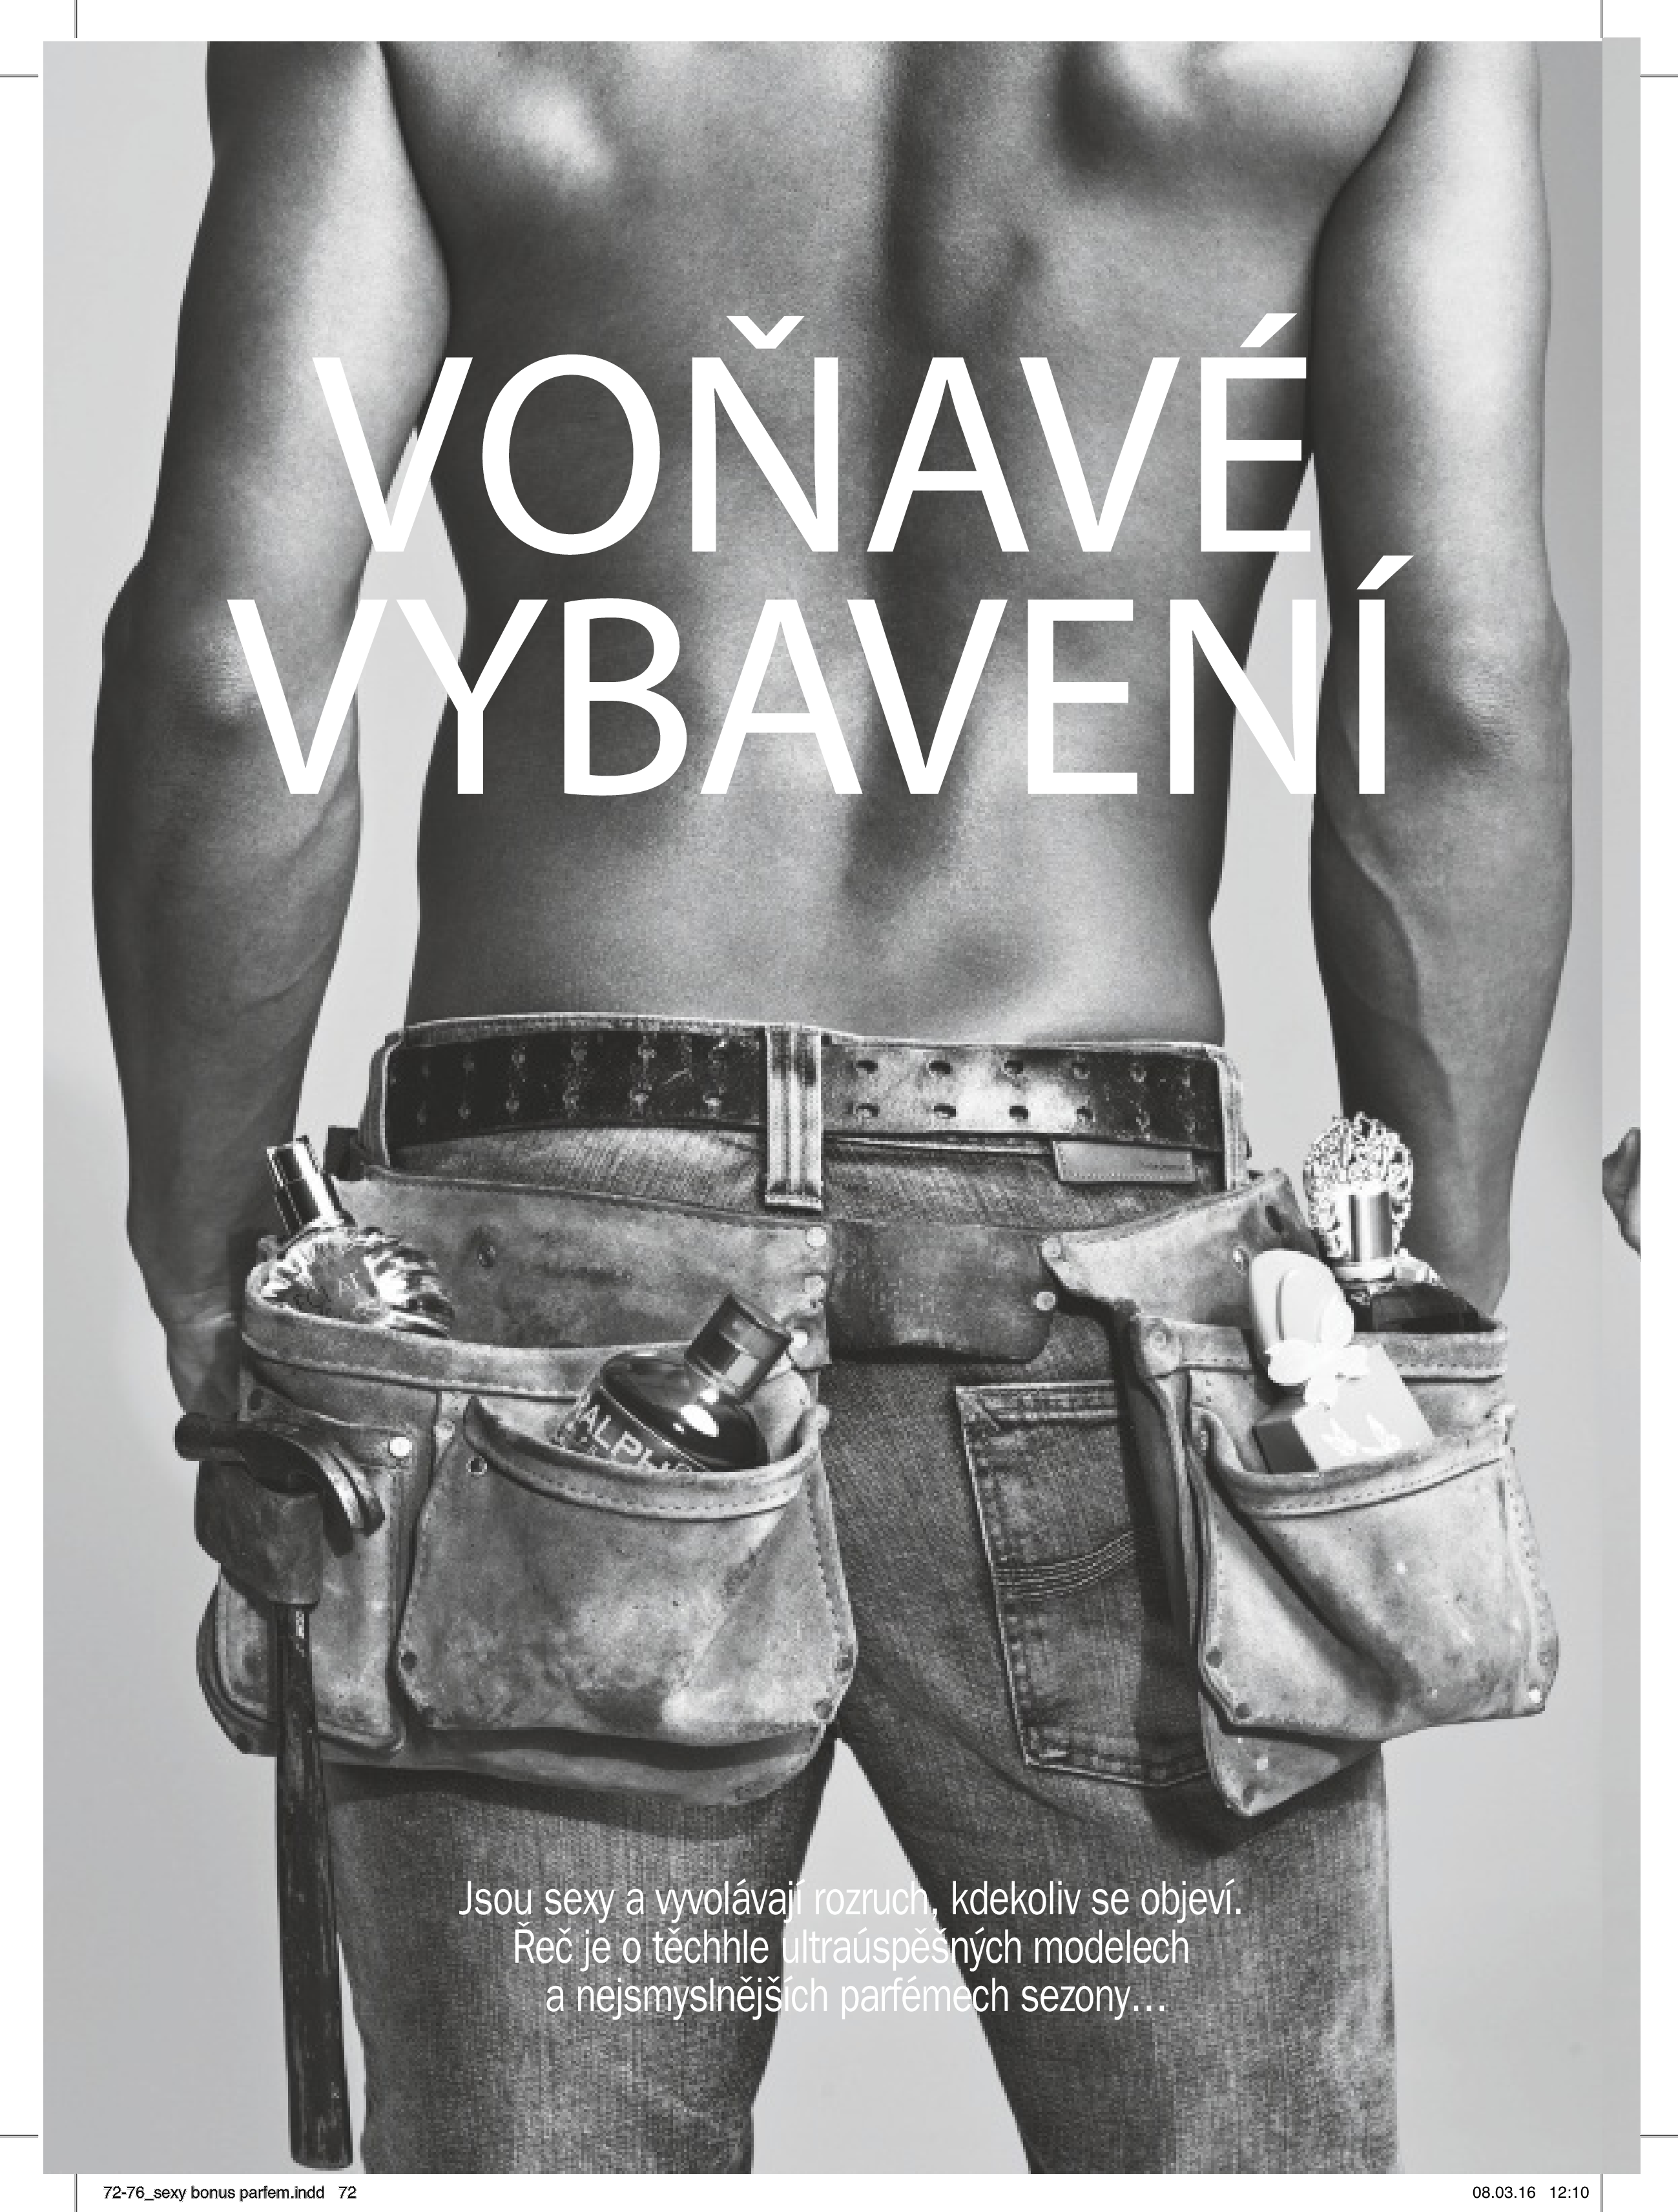 VOŇAVÉ
VYBAVENÍ
ALPH
Jsou sexy a vyvolávají rozruch, kdekoliv se objeví.
Řeč je o těchhle ultraúspěšných modelech
a nejsmyslnějších parfémech sezony…
72-76_sexy bonus parfem.indd 72
08.03.16 12:10